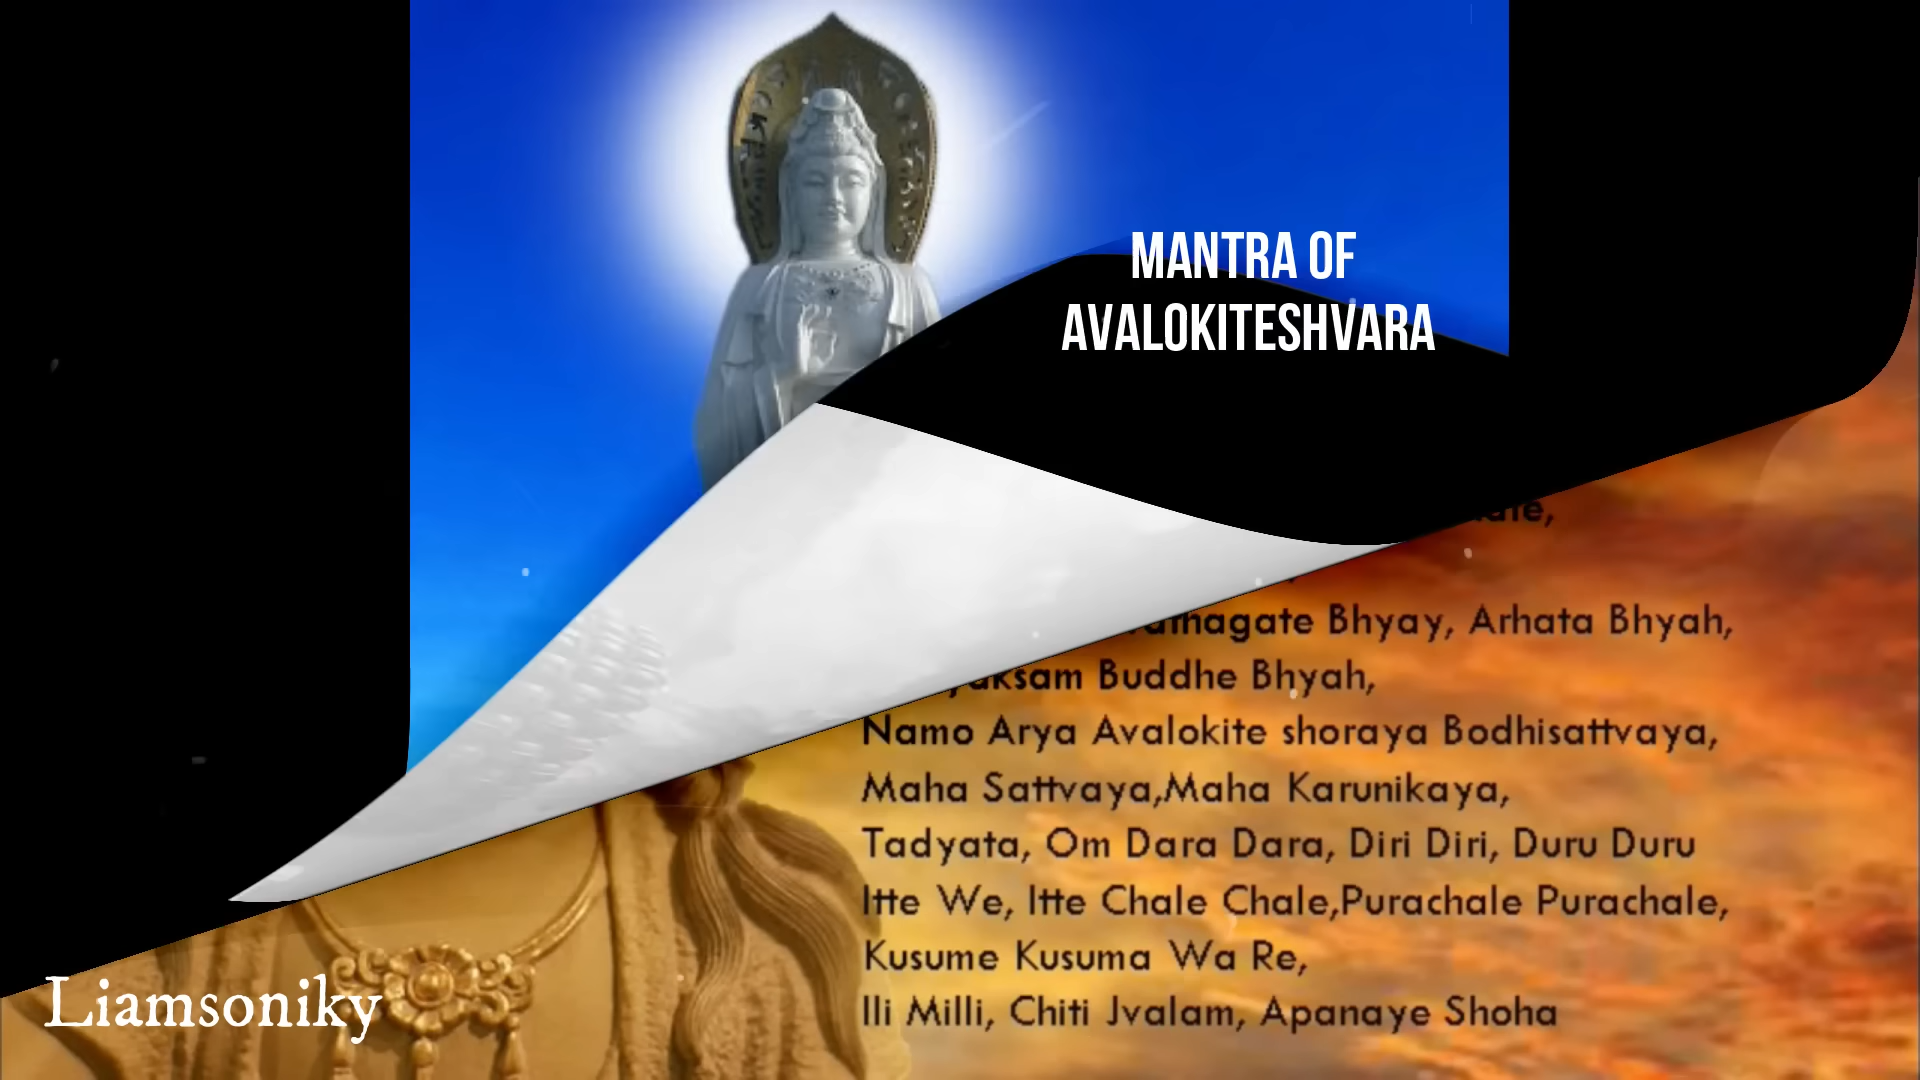 MANTRA OF
AVALOKITESHVARA
Bhyay, Arhata Bhyah,
Buddhe Bhyah,
Namo Arya Avalokite shoraya Bodhisattvaya,
Maha Sattvaya,Maha Karunikaya,
Tadyata, Om Dara Dara, Diri Diri, Duru Duru
Itte We, Itte Chale Chale,Purachale Purachale,
Kusume Kusuma Wa Re,
Ili Milli, Chiti Jvalam, Apanaye Shoha
Liamsoniky